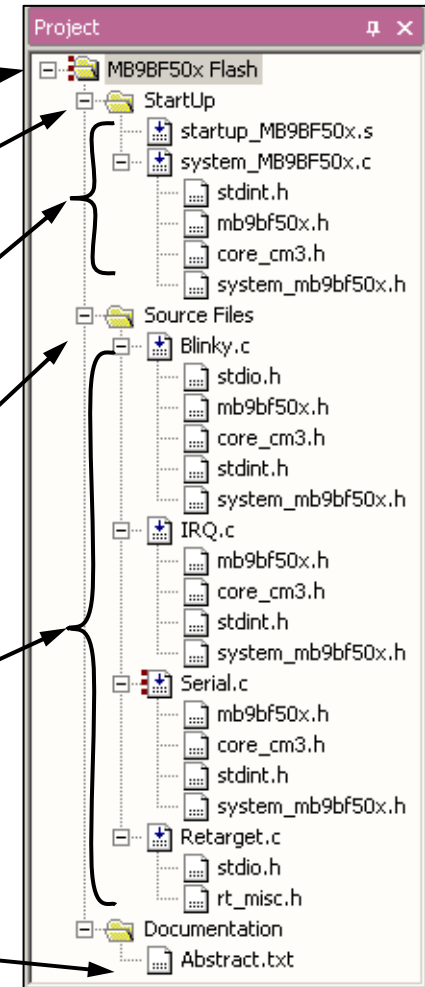 Project
MB9BF50x Flash
StartUp
startup_MB9BF50x.s
system_MB9BF50x.c
stdint.h
mb9bf50x.h
core_cm3.h
system_mb9bf50x.h
Source Files
Blinky.c
stdio.h
mb9bf50x.h
core_cm3.h
stdint.h
system_mb9bf50x.h
IRQ.c
mb9bf50x.h
core_cm3.h
stdint.h
system_mb9bf50x.h
Serial.c
mb9bf50x.h
core_cm3.h
stdint.h
system_mb9bf50x.h
Retarget.c
stdio.h
rt_misc.h
Documentation
Abstract.txt